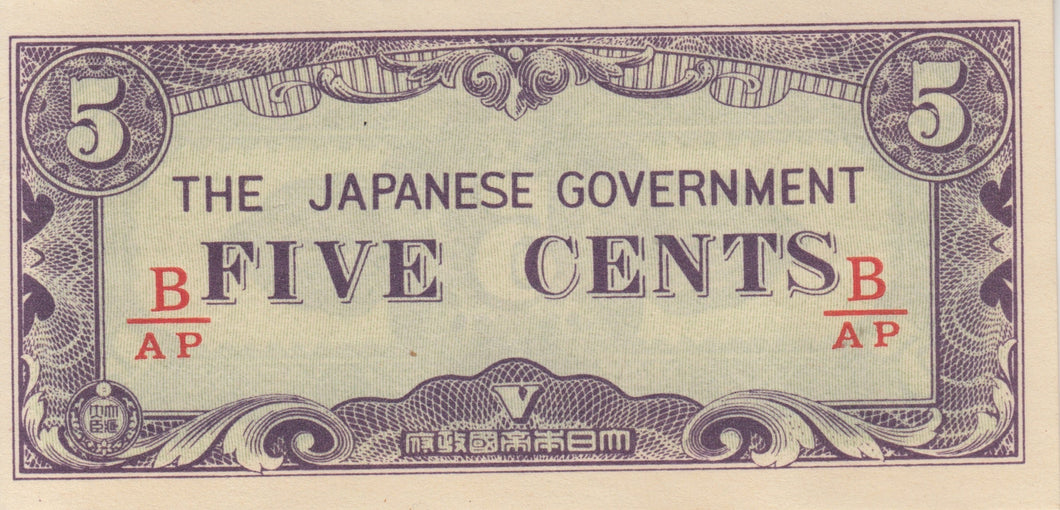 5
5
THE JAPANESE GOVERNMENT
FIVE CENTS
B
AP
B
AP
V
大日本帝國政府